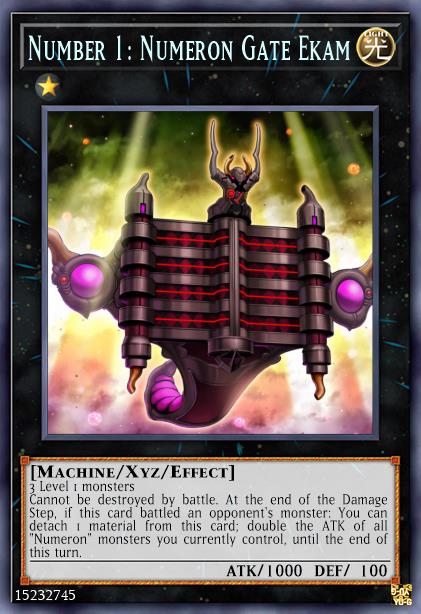 NUMBER 1: NUMERON GATE EKAM
LIGHT
光
[MACHINE/XYZ/EFFECT]
3 Level 1 monsters
Cannot be destroyed by battle. At the end of the Damage
Step, if this card battled an opponent's monster: You can
detach 1 material from this card; double the ATK of all
"Numeron" monsters you currently control, until the end of
this turn.
ATK/1000 DEF/ 100
15232745